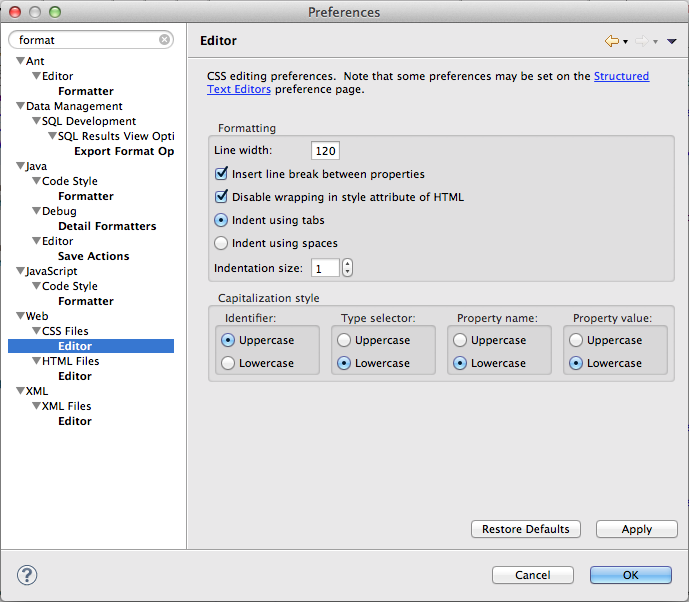 Preferences
format
Ant
Editor
Formatter
Data Management
SQL Development
SQL Results View Opti
Export Format Op
Java
Code Style
Formatter
Debug
Detail Formatters
Editor
Save Actions
JavaScript
Code Style
Formatter
Web
CSS Files
Editor
HTML Files
Editor
XML
XML Files
Editor
Editor
CSS editing preferences.  Note that some preferences may be set on the Structured
Text Editors preference page.
Formatting
Line width: 120
Insert line break between properties
Disable wrapping in style attribute of HTML
Indent using tabs
Indent using spaces
Indentation size: 1
Capitalization style
Identifier: Type selector: Property name: Property value:
Uppercase Uppercase Uppercase Uppercase
Lowercase Lowercase Lowercase Lowercase
Restore Defaults Apply
? Cancel OK